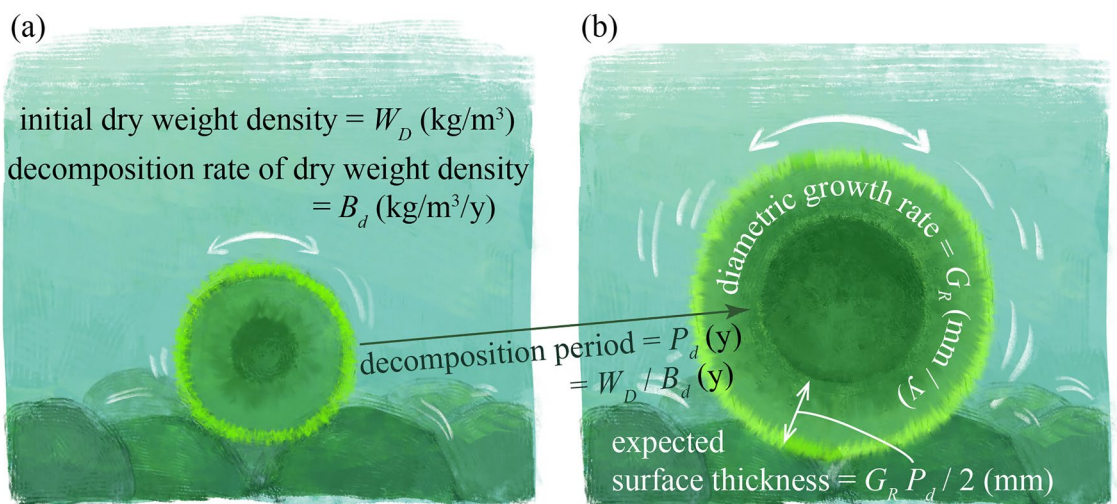 (a)
initial dry weight density = W_D (kg/m³)
decomposition rate of dry weight density
= B_d (kg/m³/y)
decomposition period = P_d (y)
= W_D / B_d (y)
(b)
diametric growth rate = G_R (mm / y)
expected
surface thickness = G_R P_d / 2 (mm)